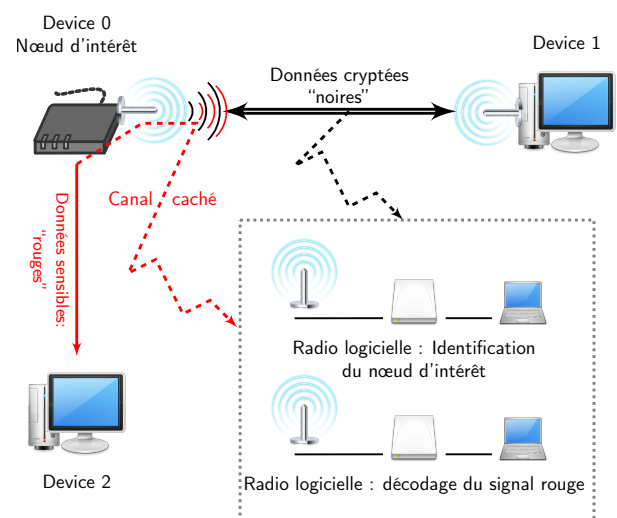 Device 0
Nœud d'intérêt
Device 1
Données cryptées
“noires”
Canal caché
Données sensibles:
“rouges”
Radio logicielle : Identification
du nœud d'intérêt
Device 2
Radio logicielle : décodage du signal rouge